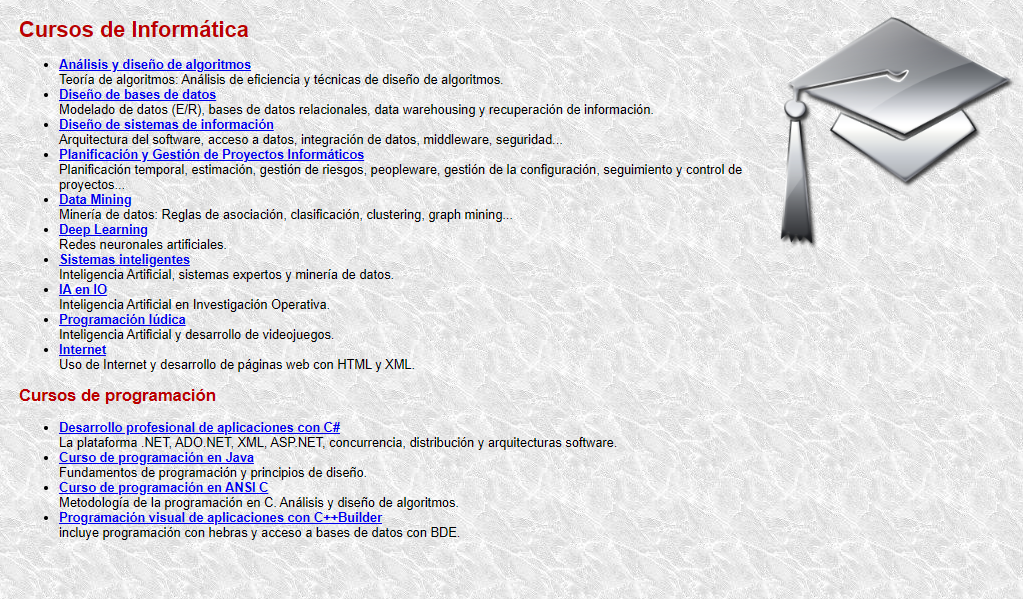 Cursos de Informática
Análisis y diseño de algoritmos
Teoría de algoritmos: Análisis de eficiencia y técnicas de diseño de algoritmos.
Diseño de bases de datos
Modelado de datos (E/R), bases de datos relacionales, data warehousing y recuperación de información.
Diseño de sistemas de información
Arquitectura del software, acceso a datos, integración de datos, middleware, seguridad...
Planificación y Gestión de Proyectos Informáticos
Planificación temporal, estimación, gestión de riesgos, peopleware, gestión de la configuración, seguimiento y control de
proyectos...
Data Mining
Minería de datos: Reglas de asociación, clasificación, clustering, graph mining...
Deep Learning
Redes neuronales artificiales.
Sistemas inteligentes
Inteligencia Artificial, sistemas expertos y minería de datos.
IA en IO
Inteligencia Artificial en Investigación Operativa.
Programación lúdica
Inteligencia Artificial y desarrollo de videojuegos.
Internet
Uso de Internet y desarrollo de páginas web con HTML y XML.
Cursos de programación
Desarrollo profesional de aplicaciones con C#
La plataforma .NET, ADO.NET, XML, ASP.NET, concurrencia, distribución y arquitecturas software.
Curso de programación en Java
Fundamentos de programación y principios de diseño.
Curso de programación en ANSI C
Metodología de la programación en C. Análisis y diseño de algoritmos.
Programación visual de aplicaciones con C++Builder
incluye programación con hebras y acceso a bases de datos con BDE.